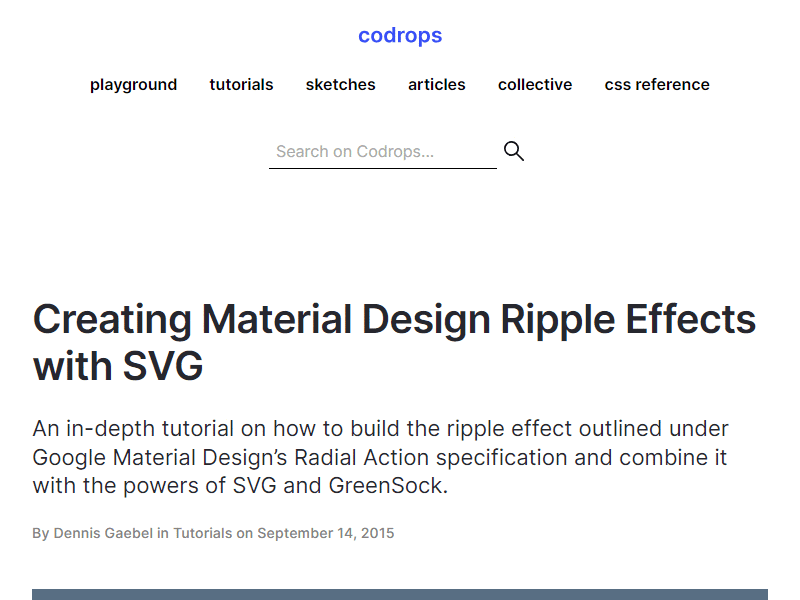 codrops
playground tutorials sketches articles collective css reference
Search on Codrops...
Creating Material Design Ripple Effects
with SVG
An in-depth tutorial on how to build the ripple effect outlined under
Google Material Design’s Radial Action specification and combine it
with the powers of SVG and GreenSock.
By Dennis Gaebel in Tutorials on September 14, 2015